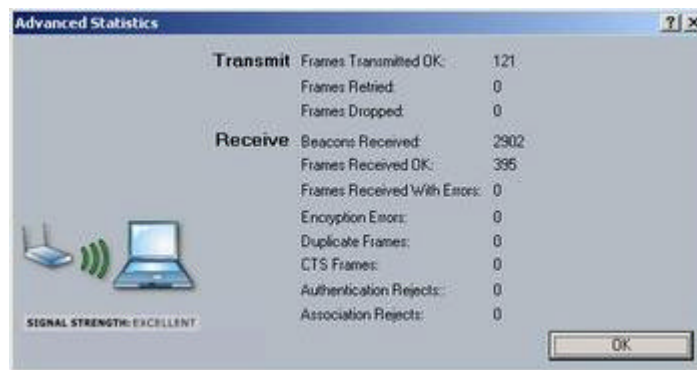 Advanced Statistics
Transmit Frames Transmitted OK: 121
Frames Retried: 0
Frames Dropped: 0
Receive Beacons Received: 2902
Frames Received OK: 395
Frames Received With Errors: 0
Encryption Errors: 0
Duplicate Frames: 0
CTS Frames: 0
Authentication Rejects: 0
Association Rejects: 0
SIGNAL STRENGTH: EXCELLENT
OK